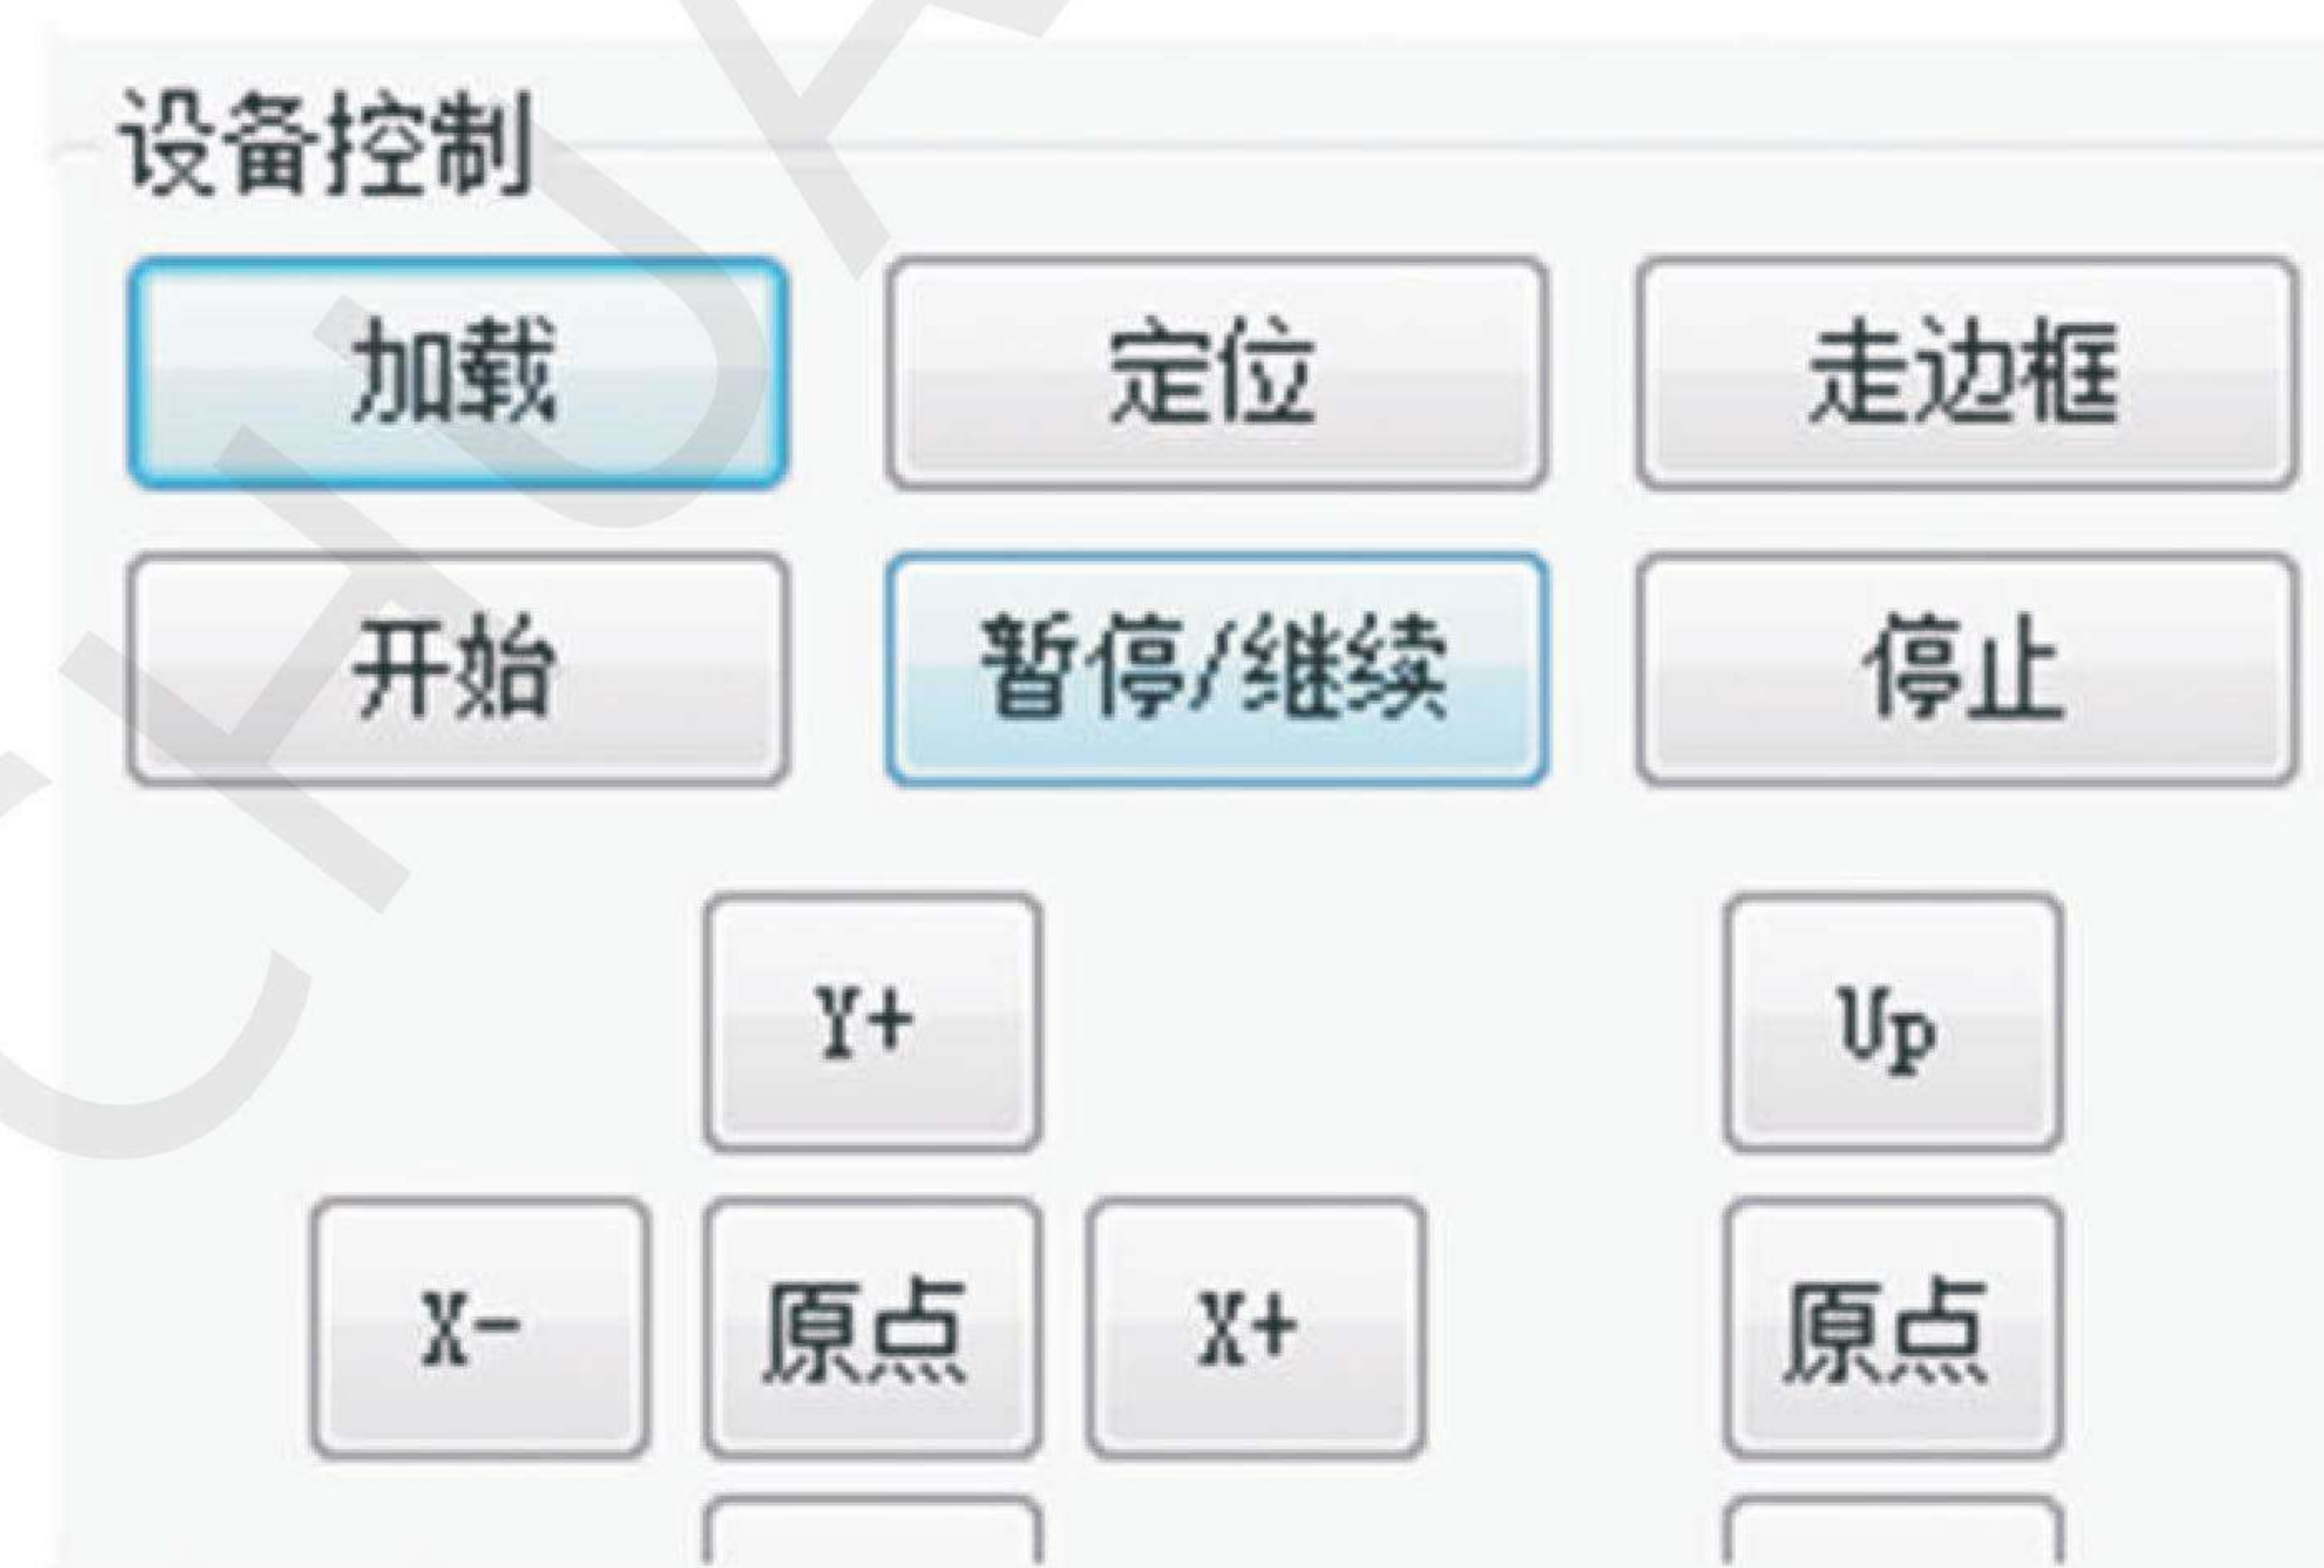 设备控制
加载 定位 走边框
开始 暂停/继续 停止
Y+ Up
X- 原点 X+ 原点